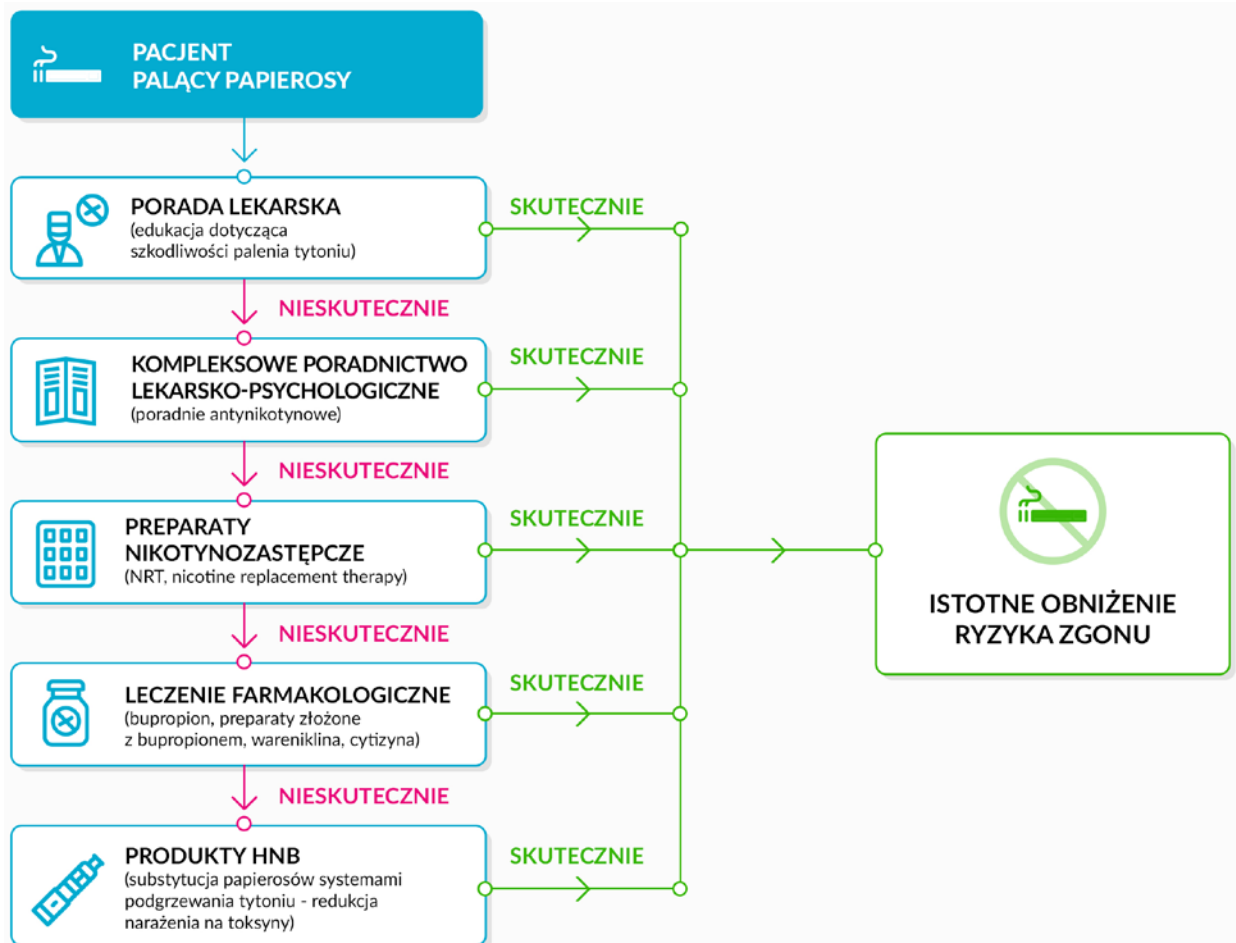 PACJENT
PALĄCY PAPIEROSY
PORADA LEKARSKA
(edukacja dotycząca
szkodliwości palenia tytoniu)
SKUTECZNIE
NIESKUTECZNIE
KOMPLEKSOWE PORADNICTWO
LEKARSKO-PSYCHOLOGICZNE
(poradnie antynikotynowe)
SKUTECZNIE
NIESKUTECZNIE
PREPARATY
NIKOTYNOZASTĘPCZE
(NRT, nicotine replacement therapy)
SKUTECZNIE
NIESKUTECZNIE
LECZENIE FARMAKOLOGICZNE
(bupropion, preparaty złożone
z bupropionem, wareniklina, cytizyna)
SKUTECZNIE
NIESKUTECZNIE
PRODUKTY HNB
(substytucja papierosów systemami
podgrzewania tytoniu - redukcja
narażenia na toksyny)
SKUTECZNIE
ISTOTNE OBNIŻENIE
RYZYKA ZGONU